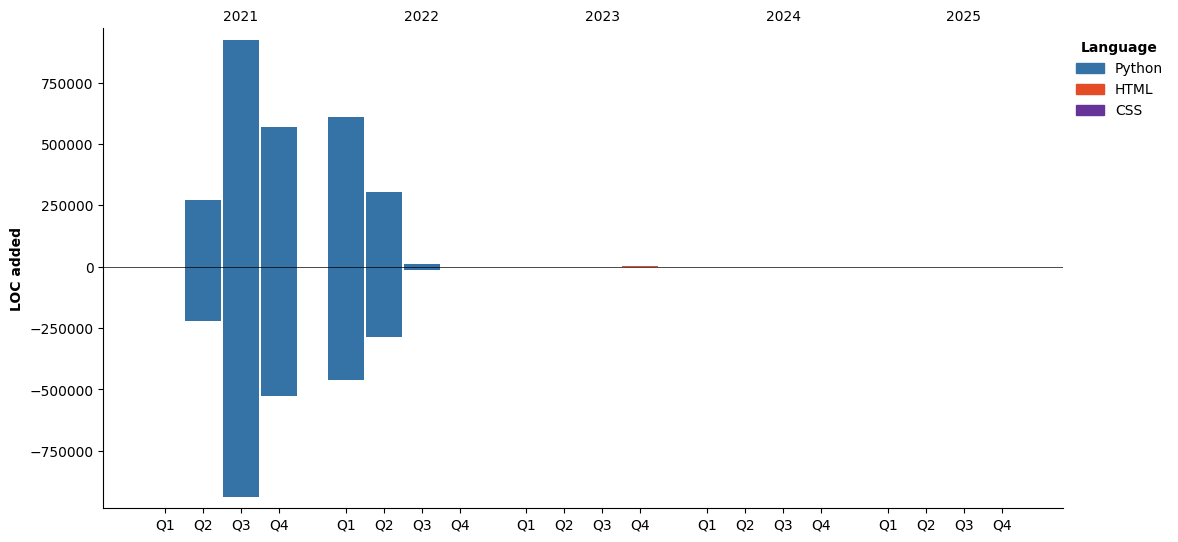 2021 2022 2023 2024 2025
Language
Python
HTML
CSS
750000
500000
250000
0
−250000
−500000
−750000
LOC added
Q1 Q2 Q3 Q4 Q1 Q2 Q3 Q4 Q1 Q2 Q3 Q4 Q1 Q2 Q3 Q4 Q1 Q2 Q3 Q4